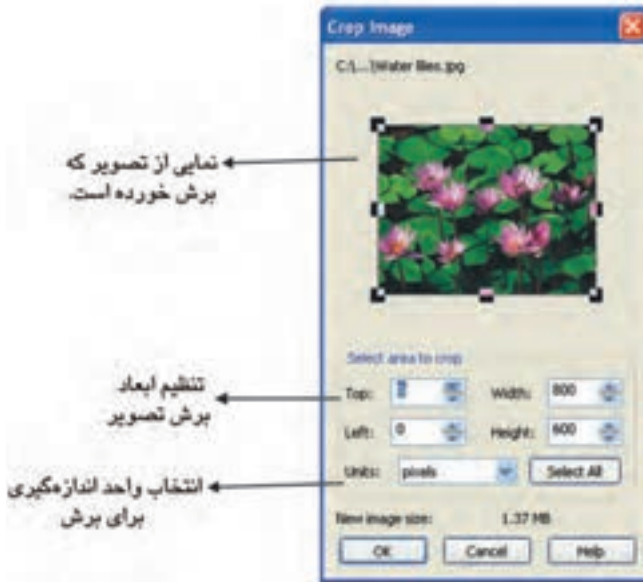 Crop Image
C:\...\Water lilies.jpg
نمایی از تصویر که
برش خورده است.
Select area to crop
تنظیم ابعاد
برش تصویر
Top: 0 Width: 800
Left: 0 Height: 600
انتخاب واحد اندازه‌گیری
برای برش
Units: pixels Select All
New image size: 1.37 MB
OK Cancel Help